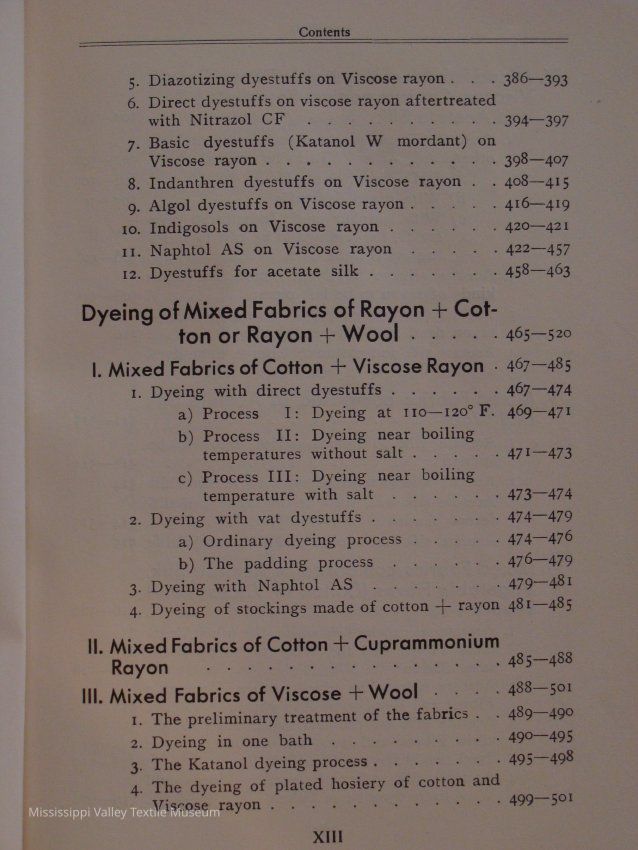 Contents
5. Diazotizing dyestuffs on Viscose rayon . . . 386—393
6. Direct dyestuffs on viscose rayon aftertreated
with Nitrazol CF . . . . . . . . . . 394—397
7. Basic dyestuffs (Katanol W mordant) on
Viscose rayon . . . . . . . . . . . . 398—407
8. Indanthren dyestuffs on Viscose rayon . . 408—415
9. Algol dyestuffs on Viscose rayon . . . . . 416—419
10. Indigosols on Viscose rayon . . . . . . 420—421
11. Naphtol AS on Viscose rayon . . . . . 422—457
12. Dyestuffs for acetate silk . . . . . . . 458—463
Dyeing of Mixed Fabrics of Rayon + Cot-
ton or Rayon + Wool . . . . . 465—520
I. Mixed Fabrics of Cotton + Viscose Rayon . 467—485
1. Dyeing with direct dyestuffs . . . . . . 467—474
a) Process I: Dyeing at 110—120° F. 469—471
b) Process II: Dyeing near boiling
temperatures without salt . . . . . 471—473
c) Process III: Dyeing near boiling
temperature with salt . . . . . . 473—474
2. Dyeing with vat dyestuffs . . . . . . . 474—479
a) Ordinary dyeing process . . . . . 474—476
b) The padding process . . . . . . 476—479
3. Dyeing with Naphtol AS . . . . . . . 479—481
4. Dyeing of stockings made of cotton + rayon 481—485
II. Mixed Fabrics of Cotton + Cuprammonium
Rayon . . . . . . . . . . . . . . . 485—488
III. Mixed Fabrics of Viscose + Wool . . . . 488—501
1. The preliminary treatment of the fabrics . . 489—490
2. Dyeing in one bath . . . . . . . . . 490—495
3. The Katanol dyeing process . . . . . . . 495—498
4. The dyeing of plated hosiery of cotton and
Viscose rayon . . . . . . . . . . . . 499—501
Mississippi Valley Textile Museum
XIII